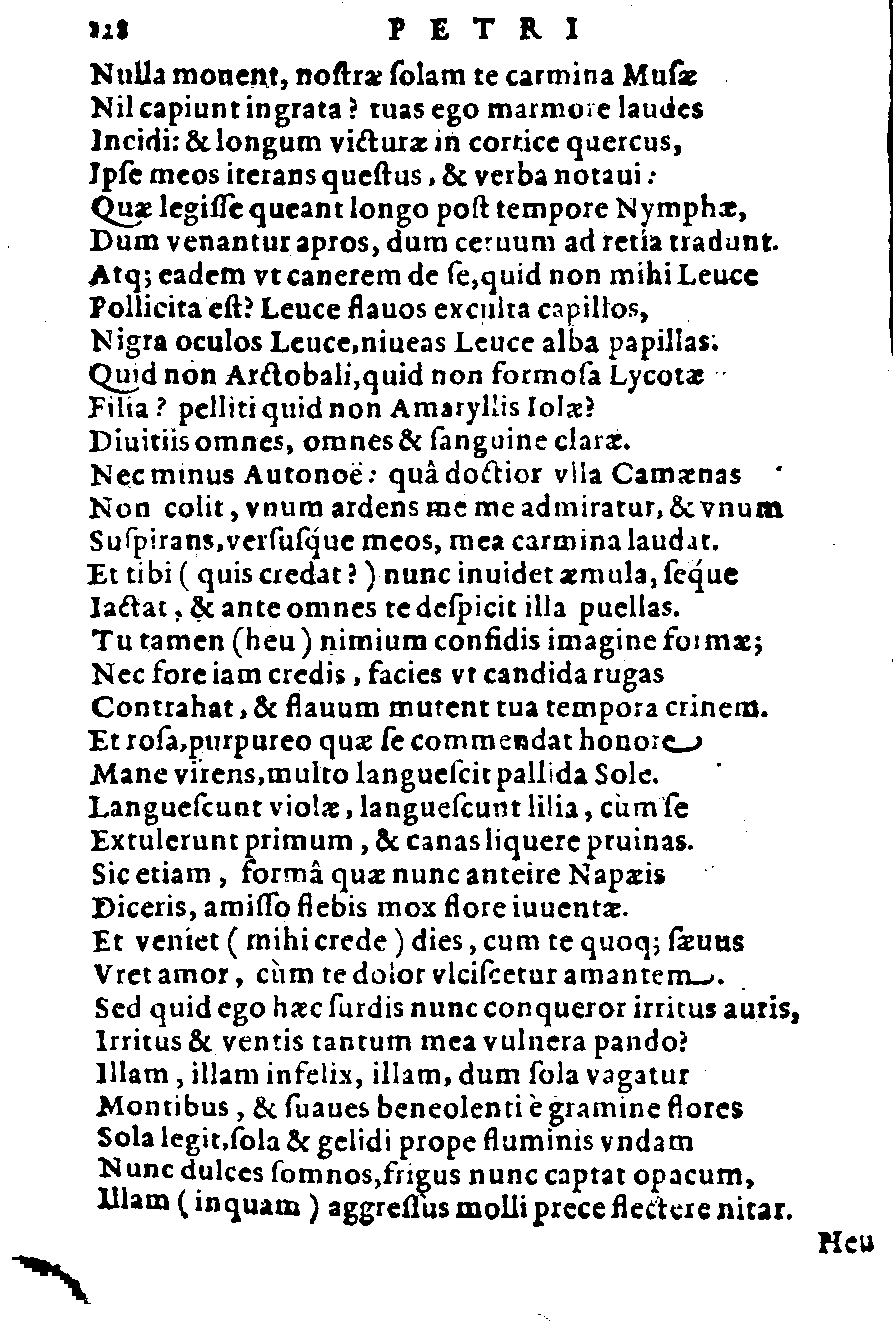 128 PETRI
Nulla monent, noſtræ ſolam te carmina Muſæ
Nil capiunt ingrata? tuas ego marmore laudes
Incidi: & longum victuræ in cortice quercus,
Ipſe meos iterans queſtus, & verba notaui:
Quæ legiſſe queant longo poſt tempore Nymphæ,
Dum venantur apros, dum ceruum ad retia tradunt.
Atq; eadem vt canerem de ſe, quid non mihi Leuce
Pollicita eſt? Leuce flauos exculta capillos,
Nigra oculos Leuce, niueas Leuce alba papillas:
Quid non Arctobali, quid non formoſa Lycotæ
Filia? pelliti quid non Amaryllis Iolæ?
Diuitiis omnes, omnes & ſanguine claræ.
Nec minus Autonoë: quâ doctior vlla Camænas
Non colit, vnum ardens me me admiratur, & vnum
Suſpirans, verſuſq́ue meos, mea carmina laudat.
Et tibi ( quis credat? ) nunc inuidet æmula, ſeq́ue
Iactat, & ante omnes te deſpicit illa puellas.
Tu tamen (heu) nimium confidis imagine formæ;
Nec fore iam credis, facies vt candida rugas
Contrahat, & flauum mutent tua tempora crinem.
Et roſa, purpureo quæ ſe commendat honore
Mane virens, multo langueſcit pallida Sole.
Langueſcunt violæ, langueſcunt lilia, cùm ſe
Extulerunt primum, & canas liquere pruinas.
Sic etiam, formâ quæ nunc anteire Napæis
Diceris, amiſſo flebis mox flore iuuentæ.
Et veniet ( mihi crede ) dies, cum te quoq; ſæuus
Vret amor, cùm te dolor vlciſcetur amantem.
Sed quid ego hæc ſurdis nunc conqueror irritus auris,
Irritus & ventis tantum mea vulnera pando?
Illam, illam infelix, illam, dum ſola vagatur
Montibus, & ſuaues beneolenti è gramine flores
Sola legit, ſola & gelidi prope fluminis vndam
Nunc dulces ſomnos, frigus nunc captat opacum,
Illam ( inquam ) aggreſſus molli prece flectere nitar.
Heu